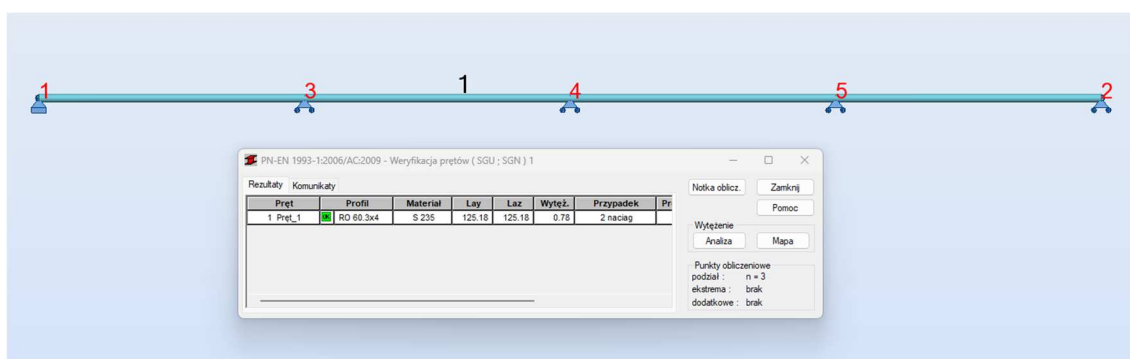 1 3 1 4 5 2
PN-EN 1993-1:2006/AC:2009 - Weryfikacja prętów ( SGU ; SGN ) 1
Rezultaty Komunikaty
Pręt Profil Materiał Lay Laz Wytęż. Przypadek Pr
1 Pręt_1 OK RO 60.3x4 S 235 125.18 125.18 0.78 2 naciag
Notka oblicz. Zamknij
Pomoc
Wytężenie
Analiza Mapa
Punkty obliczeniowe
podział : n = 3
ekstrema : brak
dodatkowe : brak